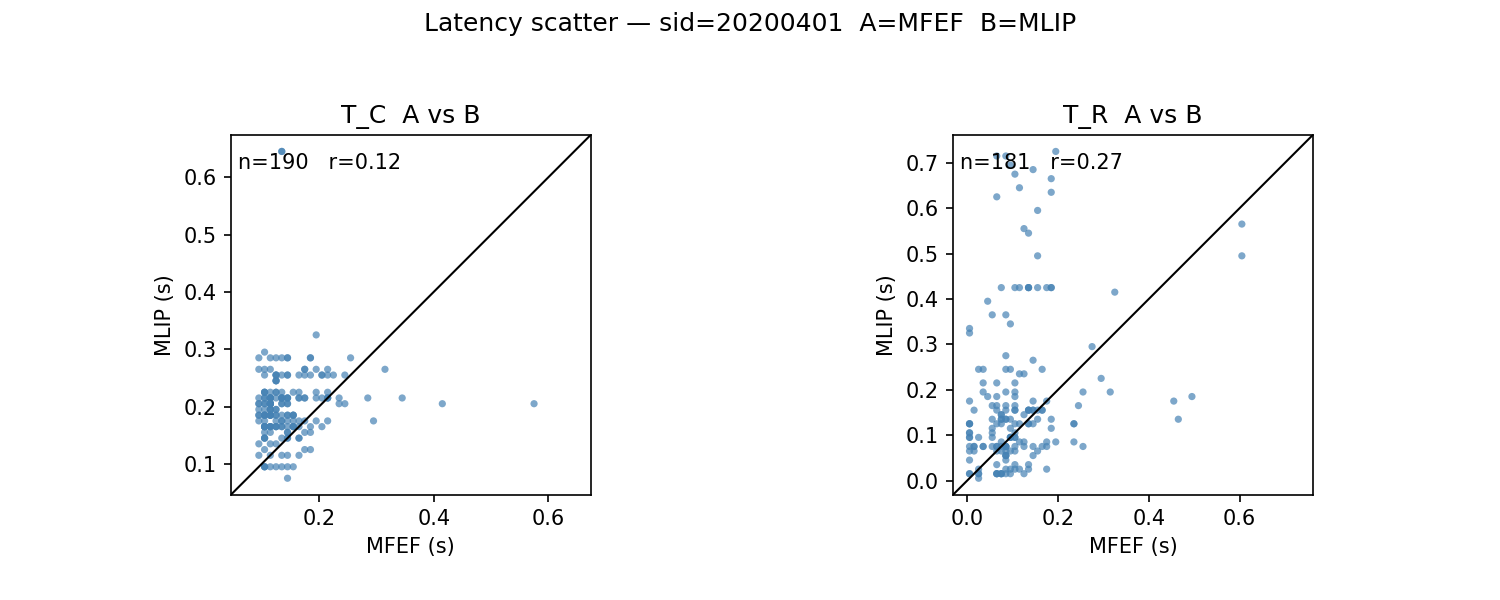 Latency scatter — sid=20200401  A=MFEF  B=MLIP
T_C  A vs B
n=190   r=0.12
0.6
0.5
0.4
0.3
0.2
0.1
MLIP (s)
0.2 0.4 0.6
MFEF (s)
T_R  A vs B
n=181   r=0.27
0.7
0.6
0.5
0.4
0.3
0.2
0.1
0.0
MLIP (s)
0.0 0.2 0.4 0.6
MFEF (s)